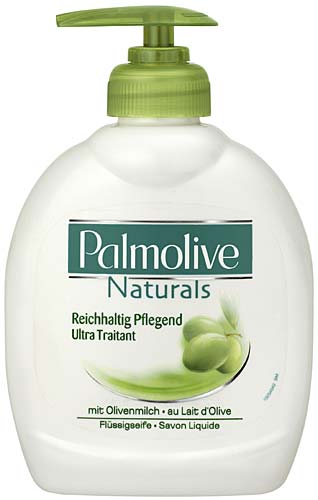 Palmolive
Naturals
Reichhaltig Pflegend
Ultra Traitant
mit Olivenmilch • au Lait d'Olive
Flüssigseife • Savon Liquide